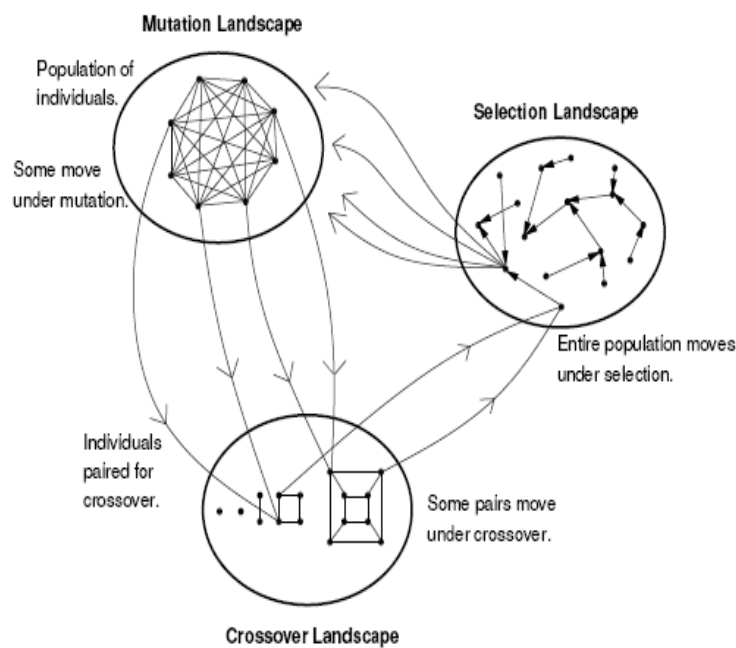 Mutation Landscape
Population of
individuals.
Some move
under mutation.
Selection Landscape
Entire population moves
under selection.
Individuals
paired for
crossover.
Some pairs move
under crossover.
Crossover Landscape